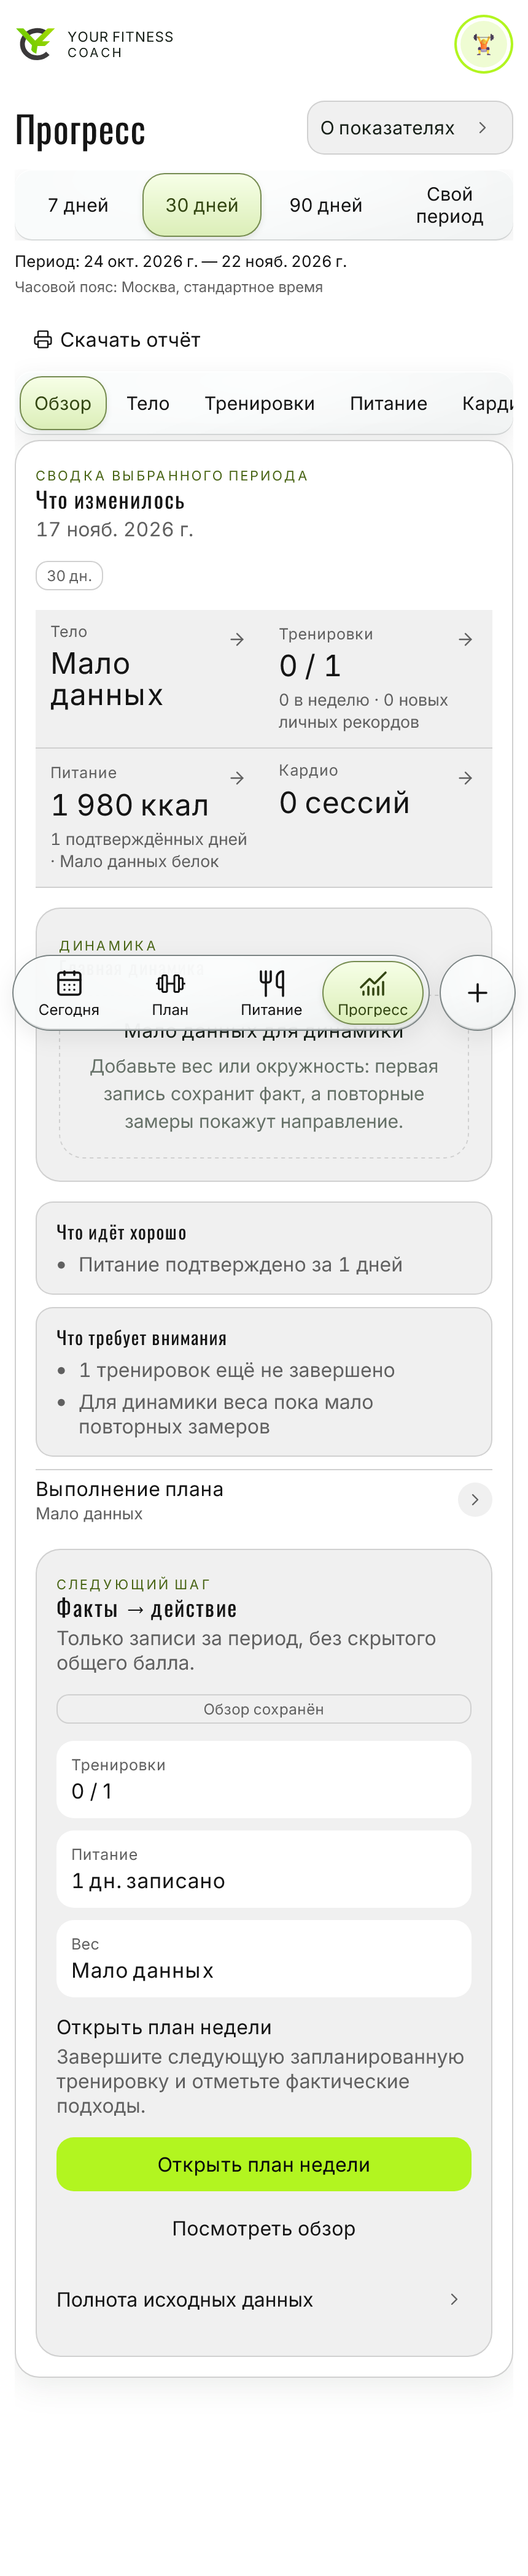 YOUR FITNESS
COACH
Прогресс
О показателях
7 дней
30 дней
90 дней
Свой
период
Период: 24 окт. 2026 г. — 22 нояб. 2026 г.
Часовой пояс: Москва, стандартное время
Скачать отчёт
Обзор
Тело
Тренировки
Питание
Карди
СВОДКА ВЫБРАННОГО ПЕРИОДА
Что изменилось
17 нояб. 2026 г.
30 дн.
Тело
Мало
данных
Тренировки
0 / 1
0 в неделю · 0 новых
личных рекордов
Питание
1 980 ккал
1 подтверждённых дней
· Мало данных белок
Кардио
0 сессий
ДИНАМИКА
Сегодня
План
Питание
Прогресс
Мало данных для динамики
Добавьте вес или окружность: первая
запись сохранит факт, а повторные
замеры покажут направление.
Что идёт хорошо
• Питание подтверждено за 1 дней
Что требует внимания
• 1 тренировок ещё не завершено
• Для динамики веса пока мало
повторных замеров
Выполнение плана
Мало данных
СЛЕДУЮЩИЙ ШАГ
Факты → действие
Только записи за период, без скрытого
общего балла.
Обзор сохранён
Тренировки
0 / 1
Питание
1 дн. записано
Вес
Мало данных
Открыть план недели
Завершите следующую запланированную
тренировку и отметьте фактические
подходы.
Открыть план недели
Посмотреть обзор
Полнота исходных данных